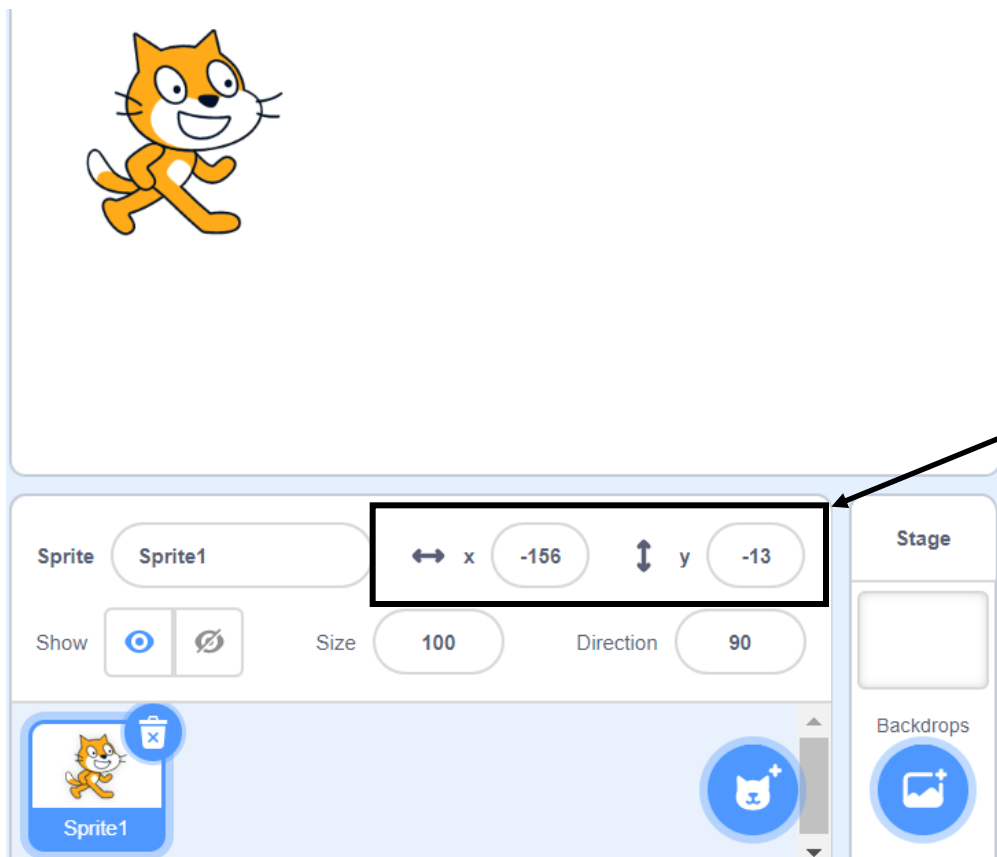 Sprite Sprite1 x -156 y -13
Show Size 100 Direction 90
Sprite1
Stage
Backdrops